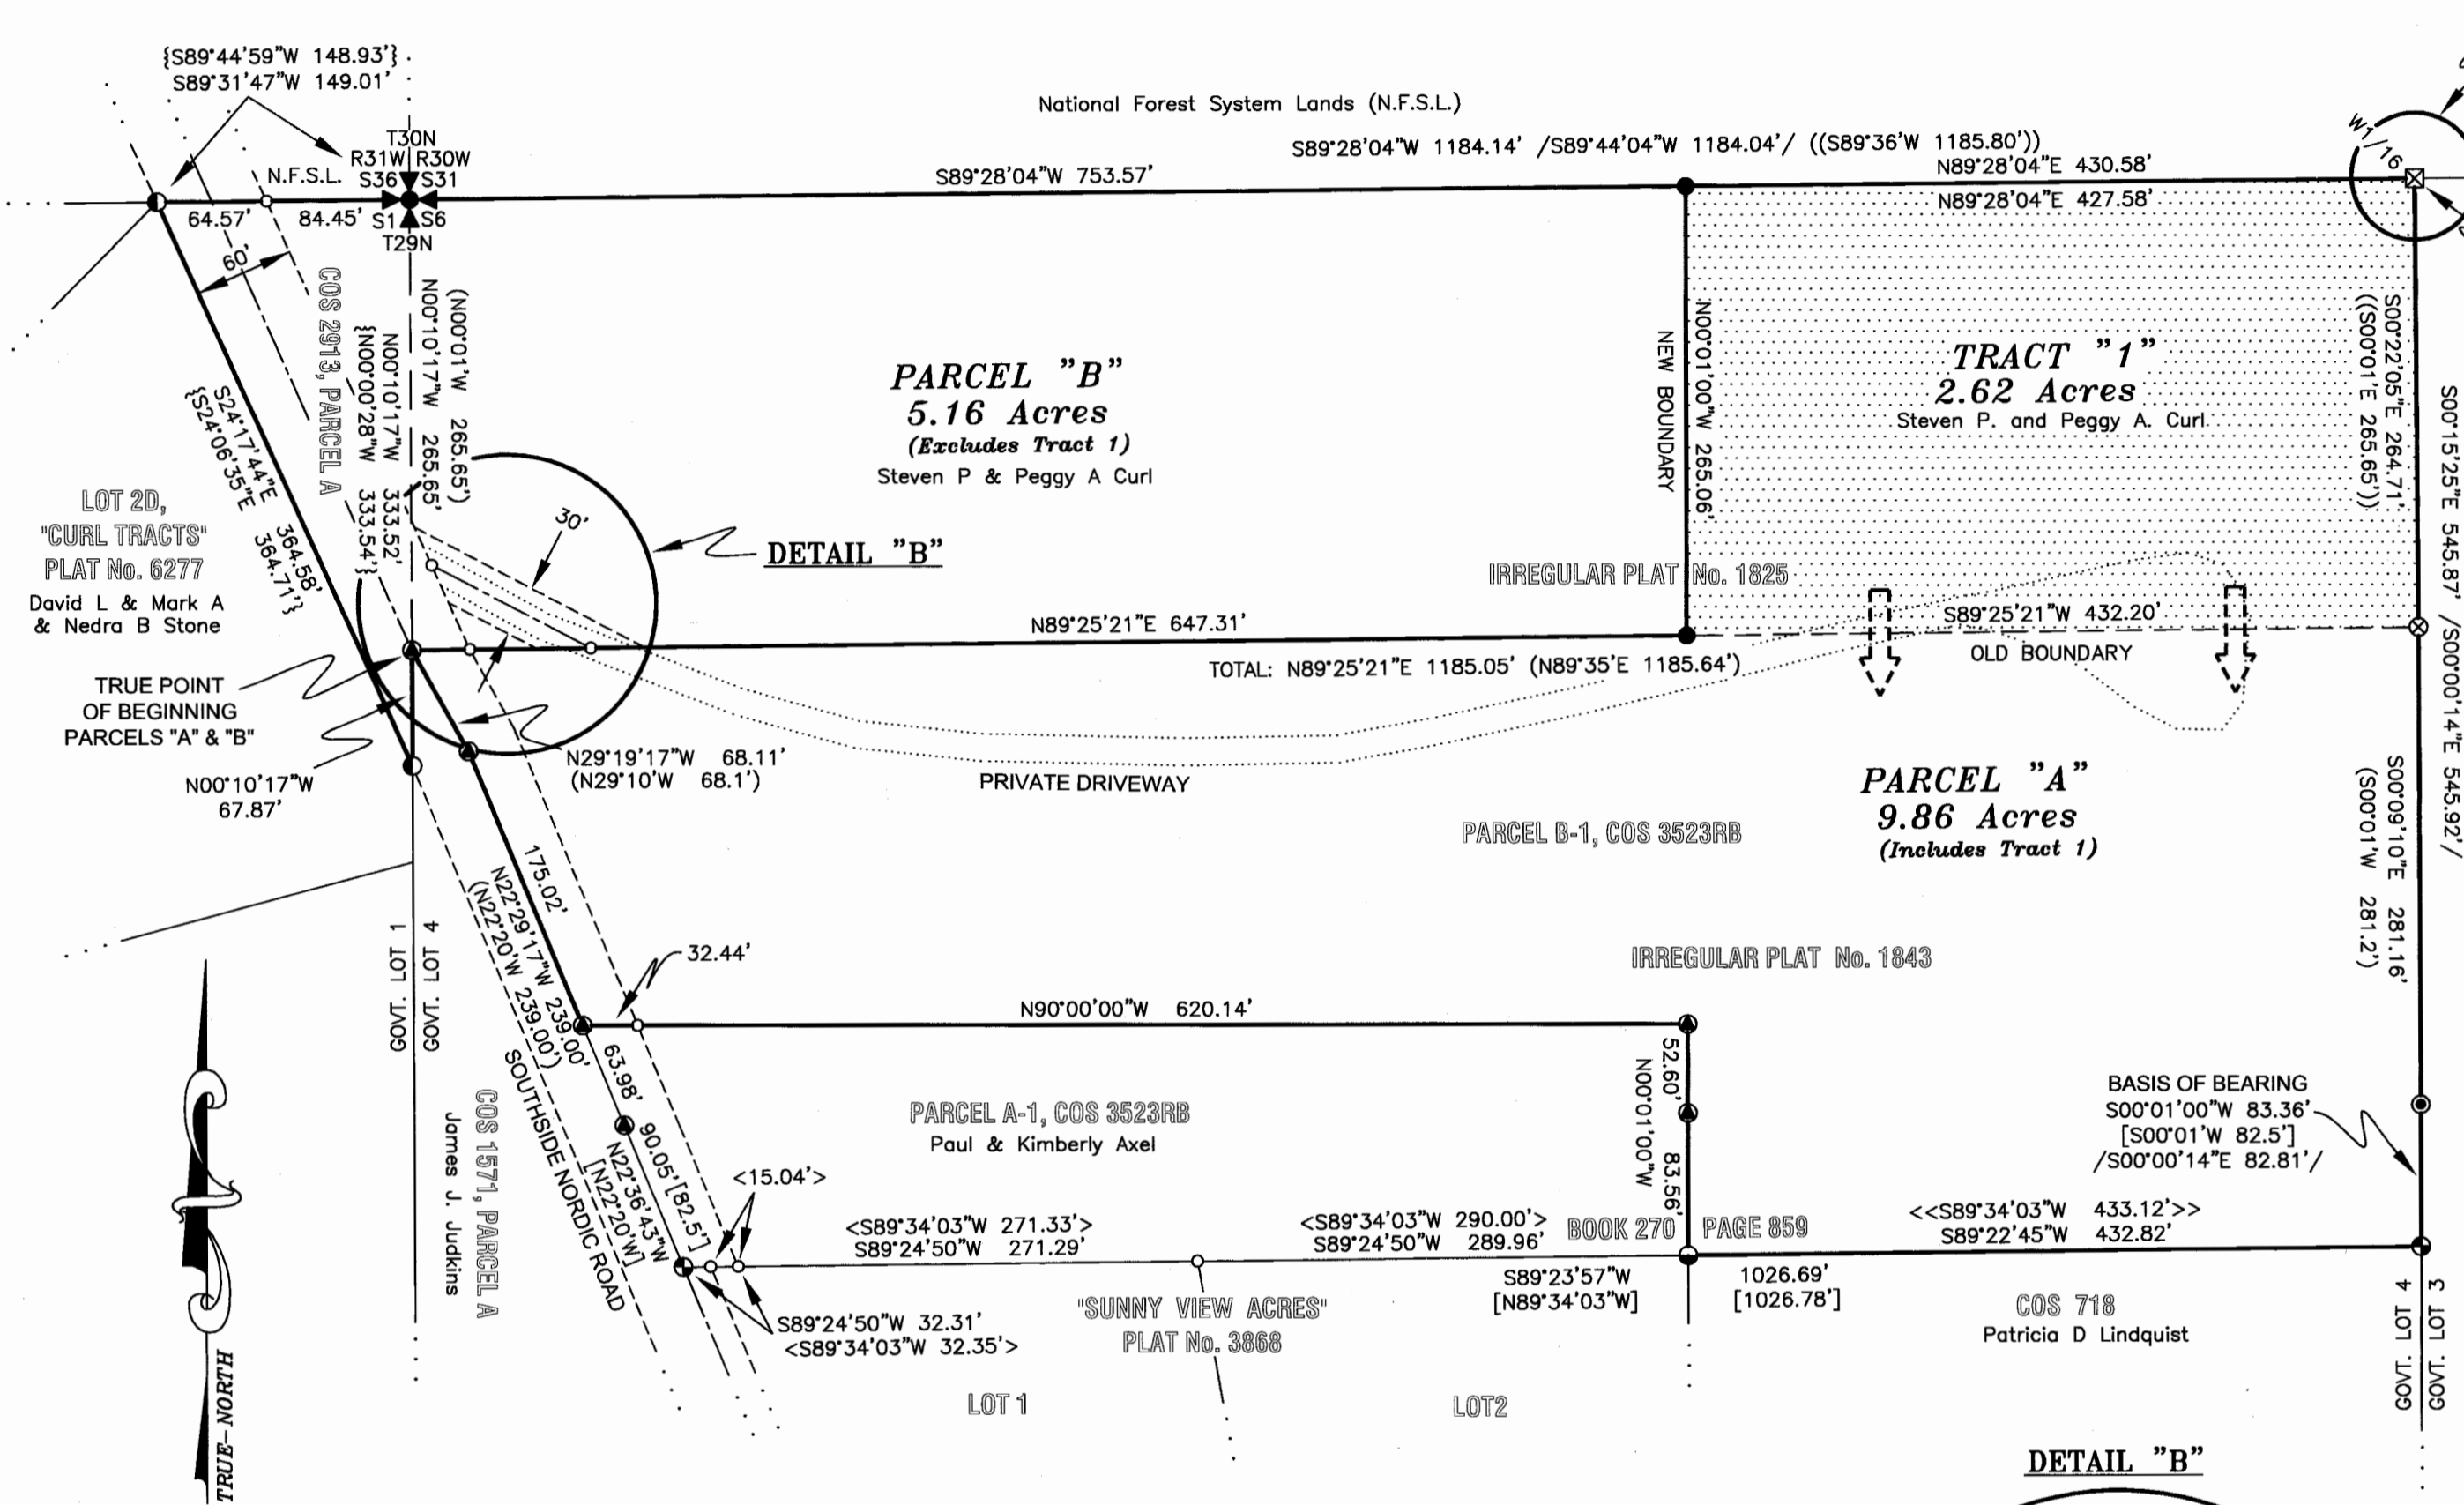 {S89°44'59"W 148.93'}
S89°31'47"W 149.01'
National Forest System Lands (N.F.S.L.)
S89°28'04"W 1184.14' /S89°44'04"W 1184.04'/ ((S89°36'W 1185.80'))
W1/16
T30N
R31W R30W
N.F.S.L. S36 S31
64.57' 84.45' S1 S6
T29N
S89°28'04"W 753.57'
N89°28'04"E 430.58'
N89°28'04"E 427.58'
60'
COS 2913, PARCEL A
{N00°00'28"W 333.54'}
N00°10'17"W 333.52'
N00°10'17"W 265.65'
(N00°01'W 265.65')
S24°17'44"E 364.58'
{S24°06'35"E 364.71'}
PARCEL "B"
5.16 Acres
(Excludes Tract 1)
Steven P & Peggy A Curl
NEW BOUNDARY
N00°01'00"W 265.06'
TRACT "1"
2.62 Acres
Steven P. and Peggy A. Curl
S00°22'05"E 264.71'
((S00°01'E 265.65'))
S00°15'25"E 545.87' /S00°00'14"E 545.92'/
LOT 2D,
"CURL TRACTS"
PLAT No. 6277
David L & Mark A
& Nedra B Stone
30'
DETAIL "B"
IRREGULAR PLAT No. 1825
N89°25'21"E 647.31'
S89°25'21"W 432.20'
TOTAL: N89°25'21"E 1185.05' (N89°35'E 1185.64')
OLD BOUNDARY
TRUE POINT
OF BEGINNING
PARCELS "A" & "B"
N00°10'17"W
67.87'
N29°19'17"W 68.11'
(N29°10'W 68.1')
PRIVATE DRIVEWAY
PARCEL "A"
9.86 Acres
(Includes Tract 1)
PARCEL B-1, COS 3523RB
S00°09'10"E 281.16'
(S00°01'W 281.2')
175.02'
N22°29'17"W 239.00'
(N22°20'W 239.00')
GOVT. LOT 1
GOVT. LOT 4
32.44'
IRREGULAR PLAT No. 1843
N90°00'00"W 620.14'
63.98'
SOUTHSIDE NORDIC ROAD
COS 1571, PARCEL A
James J. Judkins
PARCEL A-1, COS 3523RB
Paul & Kimberly Axel
52.60'
N00°01'00"W 83.56'
BASIS OF BEARING
S00°01'00"W 83.36'
[S00°01'W 82.5']
/S00°00'14"E 82.81'/
90.05' [82.5']
N22°36'43"W
[N22°20'W]
<15.04'>
<S89°34'03"W 271.33'>
S89°24'50"W 271.29'
<S89°34'03"W 290.00'>
S89°24'50"W 289.96'
BOOK 270 PAGE 859
<<S89°34'03"W 433.12'>>
S89°22'45"W 432.82'
S89°23'57"W 1026.69'
[N89°34'03"W] [1026.78']
S89°24'50"W 32.31'
<S89°34'03"W 32.35'>
"SUNNY VIEW ACRES"
PLAT No. 3868
COS 718
Patricia D Lindquist
GOVT. LOT 4
GOVT. LOT 3
LOT 1
LOT2
TRUE-NORTH
DETAIL "B"